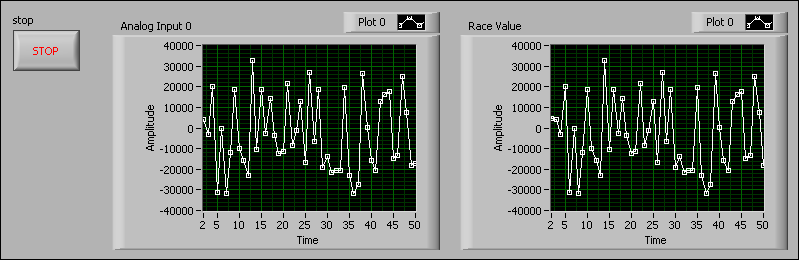 stop
STOP
Analog Input 0
Plot 0
Amplitude
40000
30000
20000
10000
0
-10000
-20000
-30000
-40000
2 5 10 15 20 25 30 35 40 45 50
Time
Race Value
Plot 0
Amplitude
40000
30000
20000
10000
0
-10000
-20000
-30000
-40000
2 5 10 15 20 25 30 35 40 45 50
Time